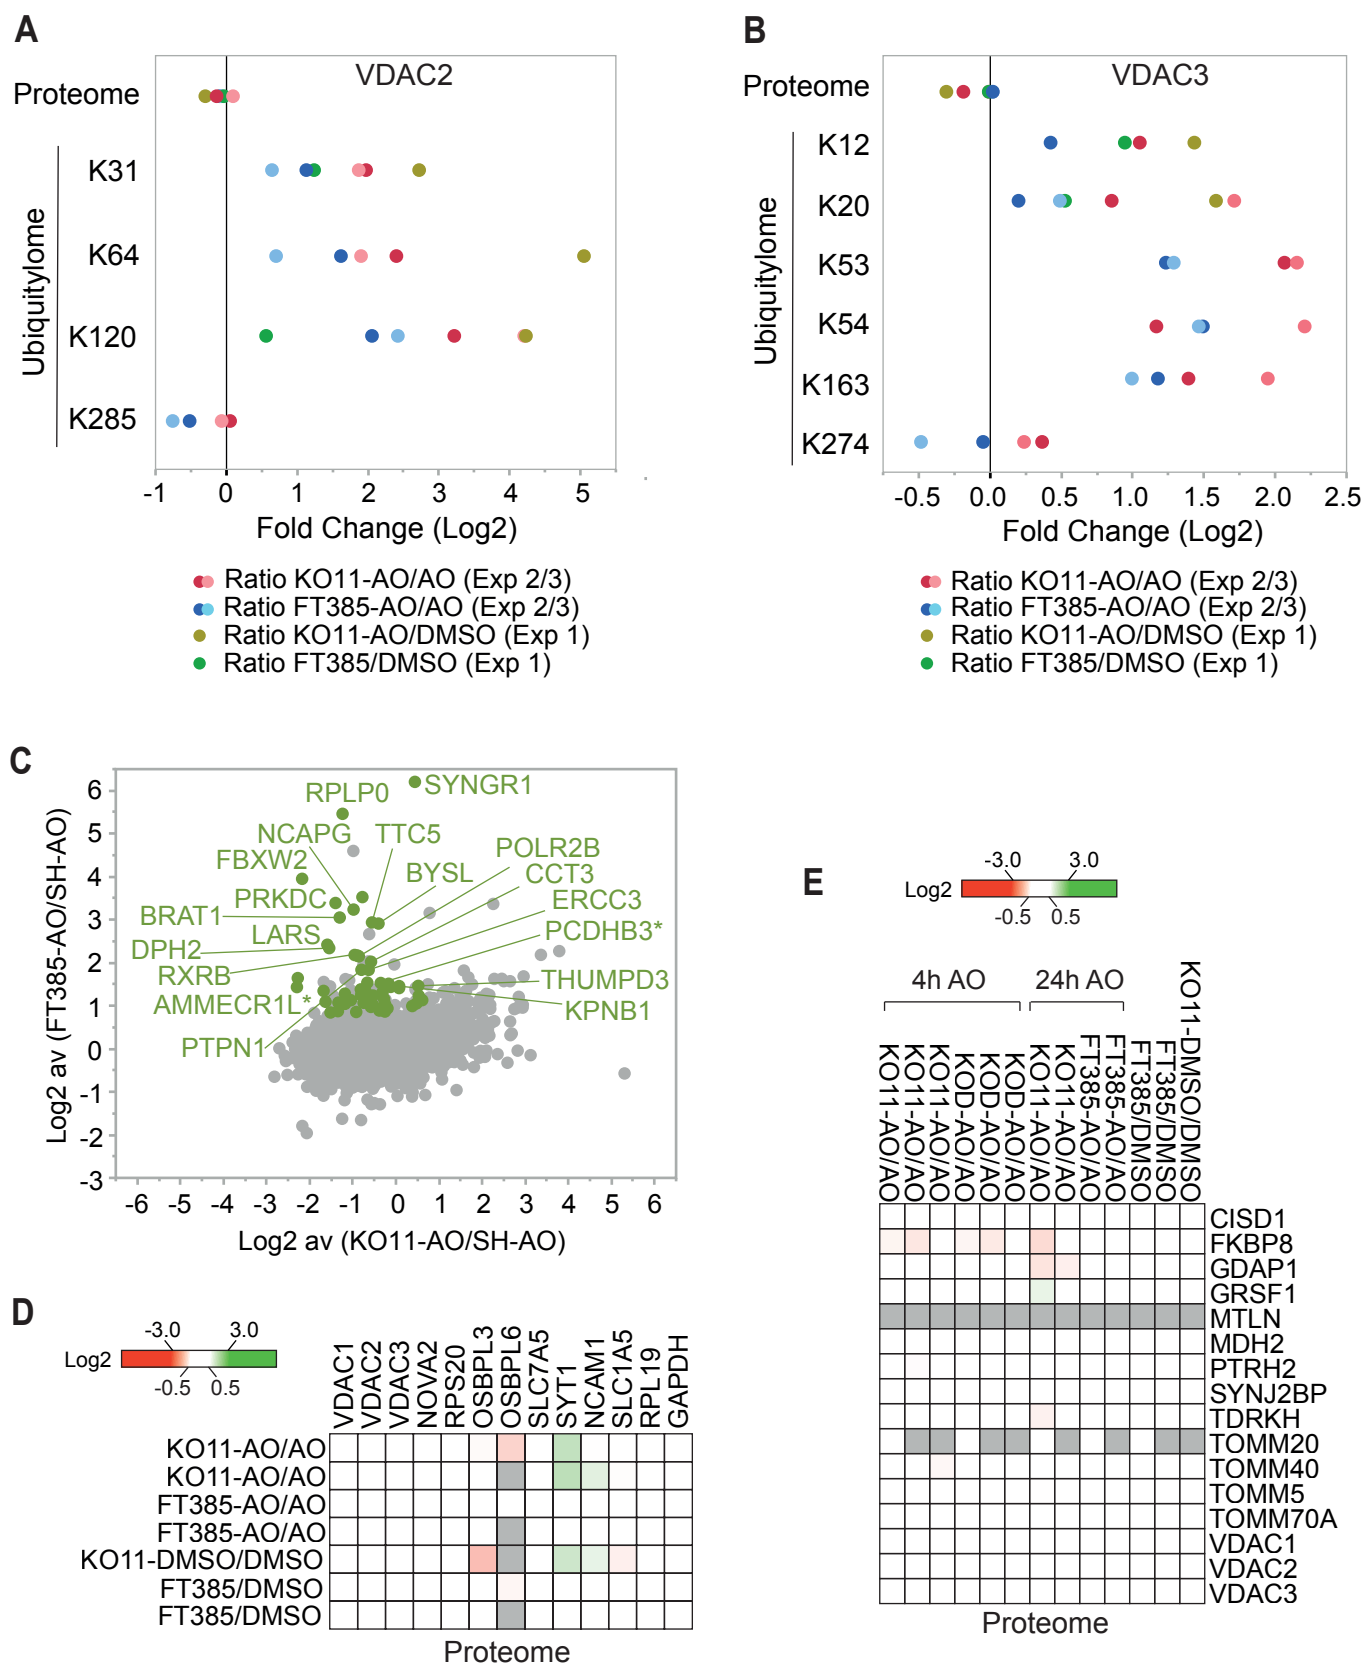 A
VDAC2
Proteome
Ubiquitylome
K31
K64
K120
K285
-1 0 1 2 3 4 5
Fold Change (Log2)
Ratio KO11-AO/AO (Exp 2/3)
Ratio FT385-AO/AO (Exp 2/3)
Ratio KO11-AO/DMSO (Exp 1)
Ratio FT385/DMSO (Exp 1)
B
VDAC3
Proteome
Ubiquitylome
K12
K20
K53
K54
K163
K274
-0.5 0.0 0.5 1.0 1.5 2.0 2.5
Fold Change (Log2)
Ratio KO11-AO/AO (Exp 2/3)
Ratio FT385-AO/AO (Exp 2/3)
Ratio KO11-AO/DMSO (Exp 1)
Ratio FT385/DMSO (Exp 1)
C
Log2 av (FT385-AO/SH-AO)
6
5
4
3
2
1
0
-1
-2
-3
SYNGR1
RPLP0
NCAPG
TTC5
POLR2B
FBXW2
BYSL
CCT3
PRKDC
ERCC3
BRAT1
PCDHB3*
LARS
DPH2
RXRB
THUMPD3
AMMECR1L*
KPNB1
PTPN1
-6 -5 -4 -3 -2 -1 0 1 2 3 4 5 6
Log2 av (KO11-AO/SH-AO)
D
-3.0 3.0
Log2
-0.5 0.5
VDAC1
VDAC2
VDAC3
NOVA2
RPS20
OSBPL3
OSBPL6
SLC7A5
SYT1
NCAM1
SLC1A5
RPL19
GAPDH
KO11-AO/AO
KO11-AO/AO
FT385-AO/AO
FT385-AO/AO
KO11-DMSO/DMSO
FT385/DMSO
FT385/DMSO
Proteome
E
-3.0 3.0
Log2
-0.5 0.5
4h AO 24h AO
KO11-AO/AO
KO11-AO/AO
KO11-AO/AO
KOD-AO/AO
KOD-AO/AO
KOD-AO/AO
KO11-AO/AO
KO11-AO/AO
FT385-AO/AO
FT385-AO/AO
FT385/DMSO
FT385/DMSO
KO11-DMSO/DMSO
CISD1
FKBP8
GDAP1
GRSF1
MTLN
MDH2
PTRH2
SYNJ2BP
TDRKH
TOMM20
TOMM40
TOMM5
TOMM70A
VDAC1
VDAC2
VDAC3
Proteome